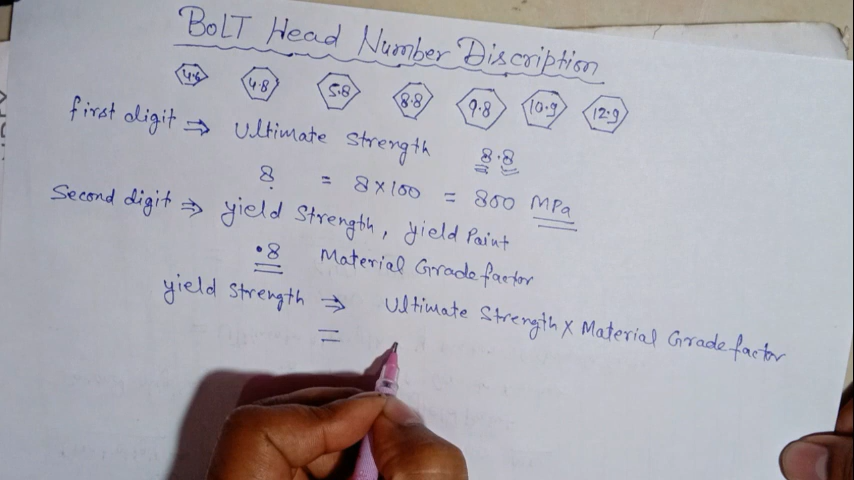 BoLT Head Number Discription
4.6 4.8 5.8 8.8 9.8 10.9 12.9
first digit ⇒ Ultimate Strength 8.8
8 = 8x100 = 800 MPa
Second digit ⇒ yield Strength, yield Point
.8 Material Grade factor
yield Strength ⇒ Ultimate Strength x Material Grade factor
=